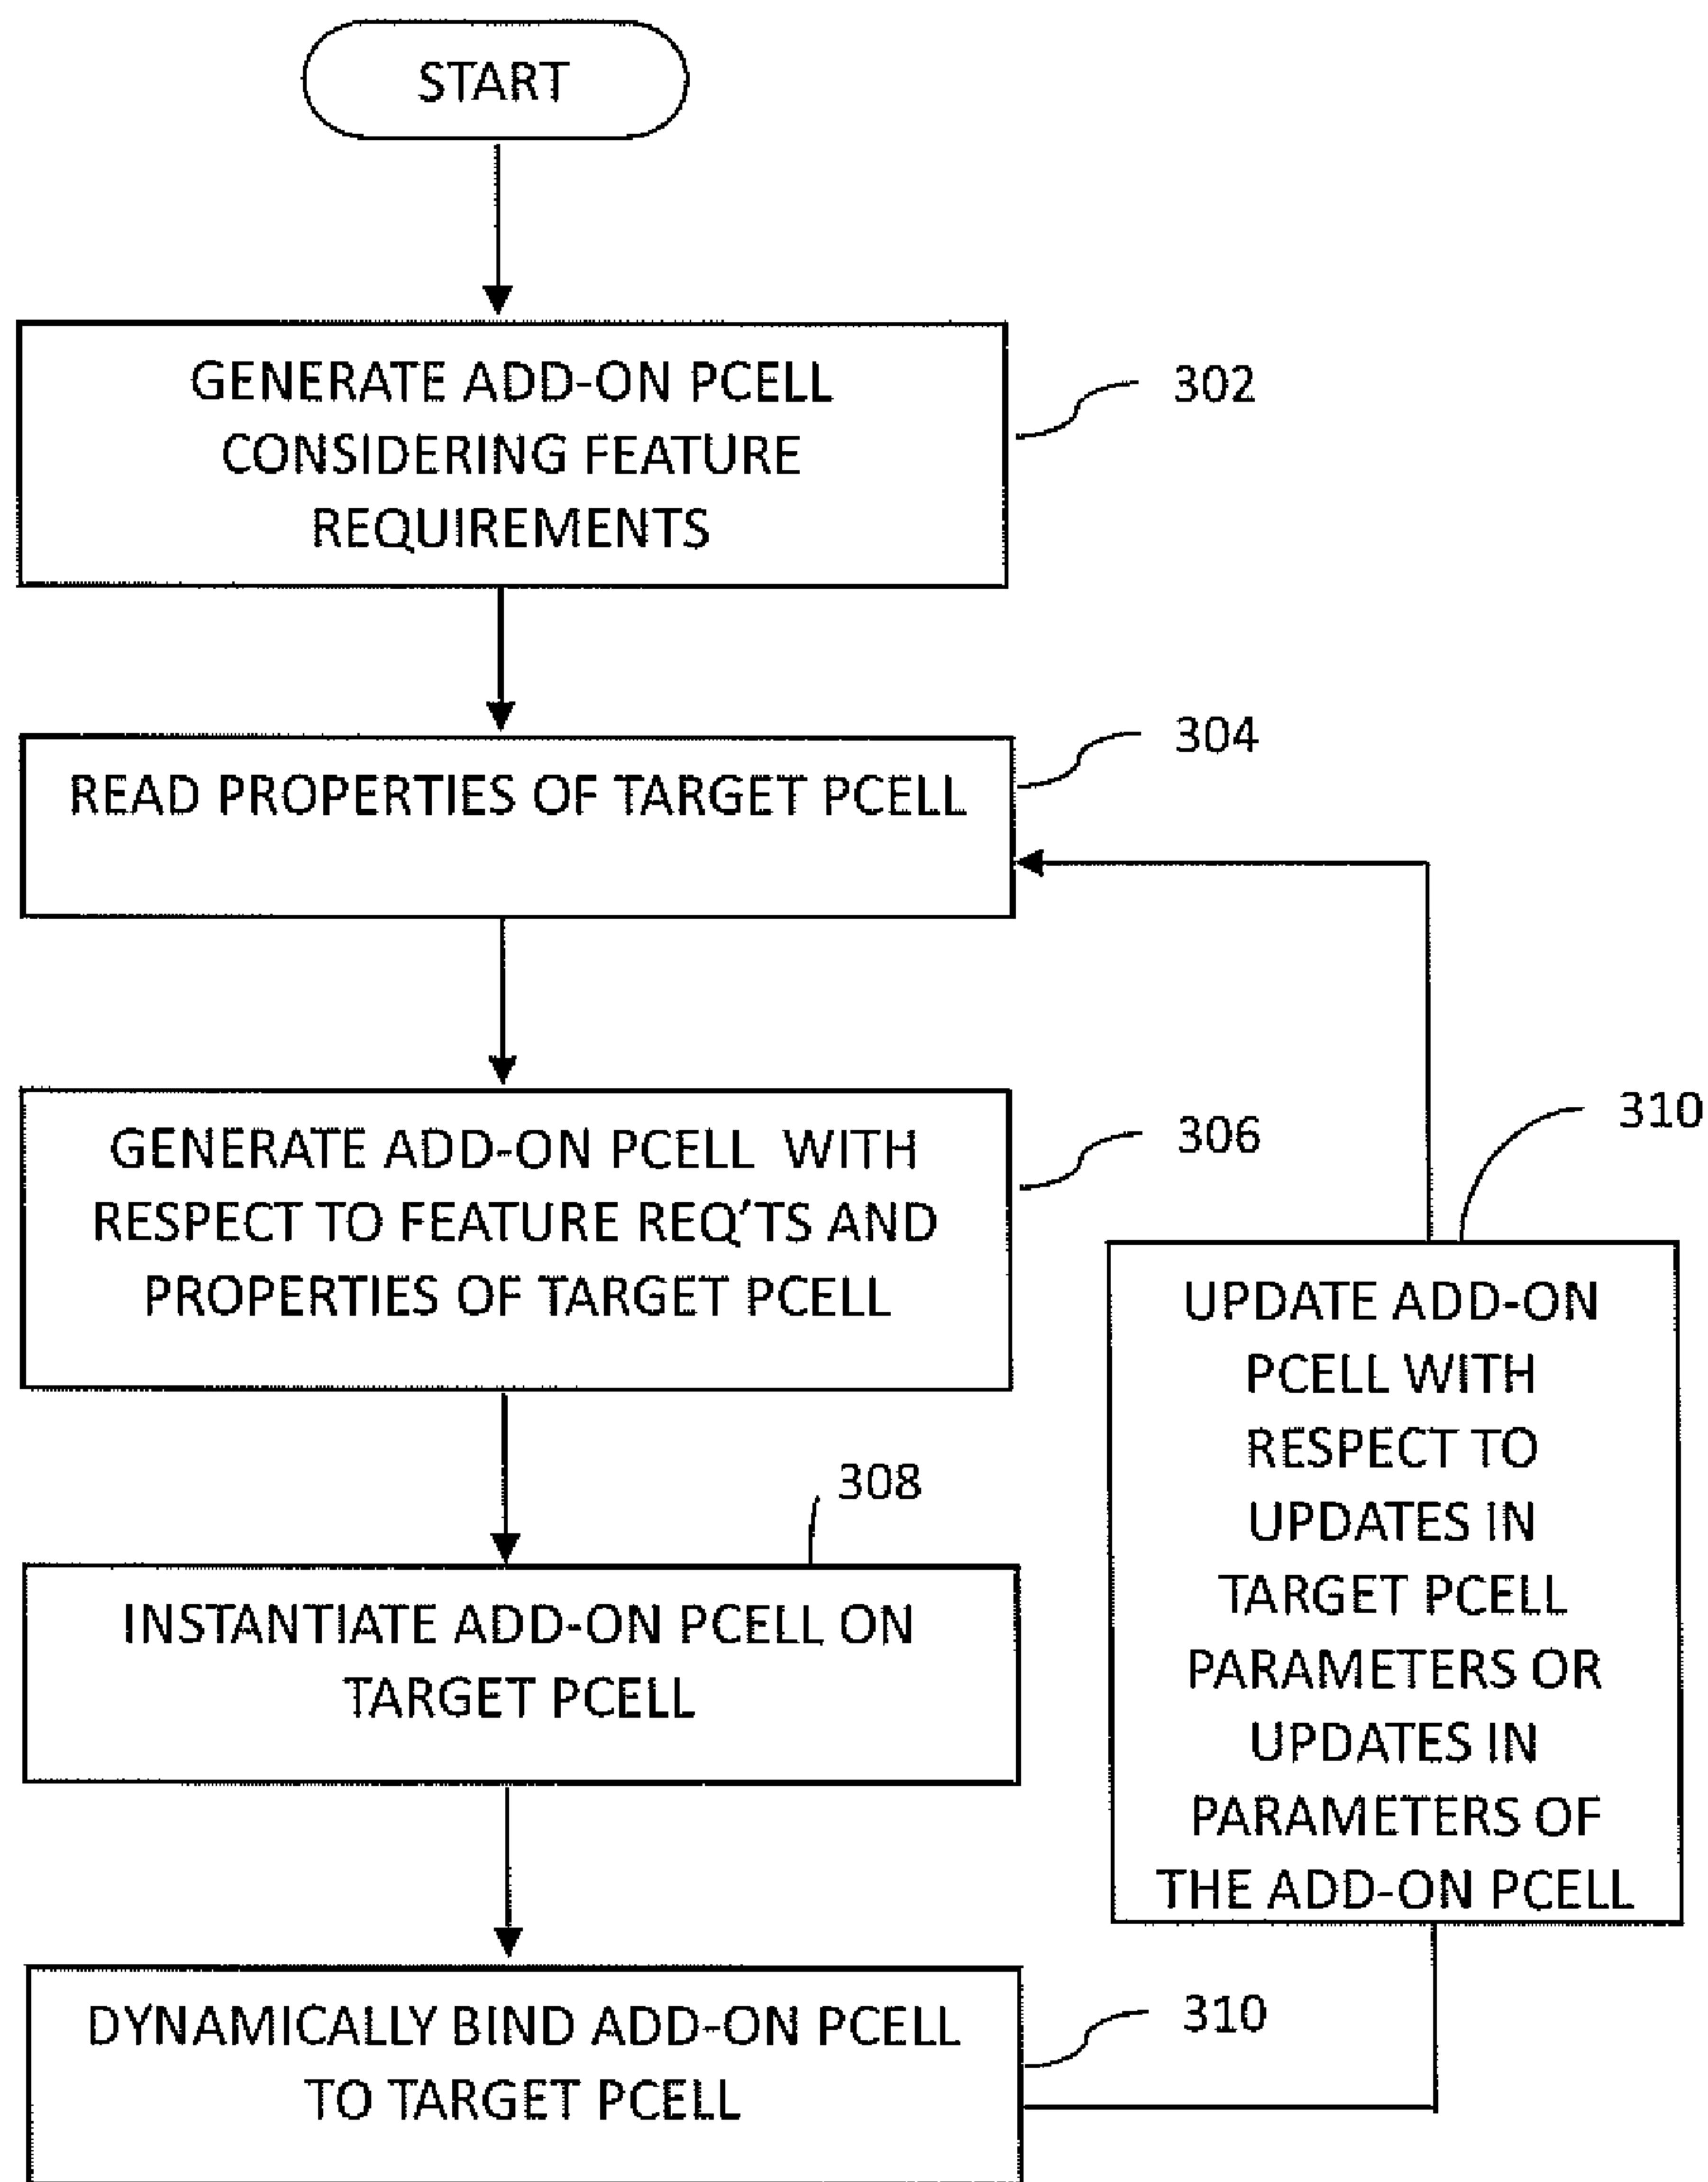 START
GENERATE ADD-ON PCELL
CONSIDERING FEATURE
REQUIREMENTS
302
READ PROPERTIES OF TARGET PCELL
304
GENERATE ADD-ON PCELL WITH
RESPECT TO FEATURE REQ'TS AND
PROPERTIES OF TARGET PCELL
306
INSTANTIATE ADD-ON PCELL ON
TARGET PCELL
308
DYNAMICALLY BIND ADD-ON PCELL
TO TARGET PCELL
310
UPDATE ADD-ON
PCELL WITH
RESPECT TO
UPDATES IN
TARGET PCELL
PARAMETERS OR
UPDATES IN
PARAMETERS OF
THE ADD-ON PCELL
310